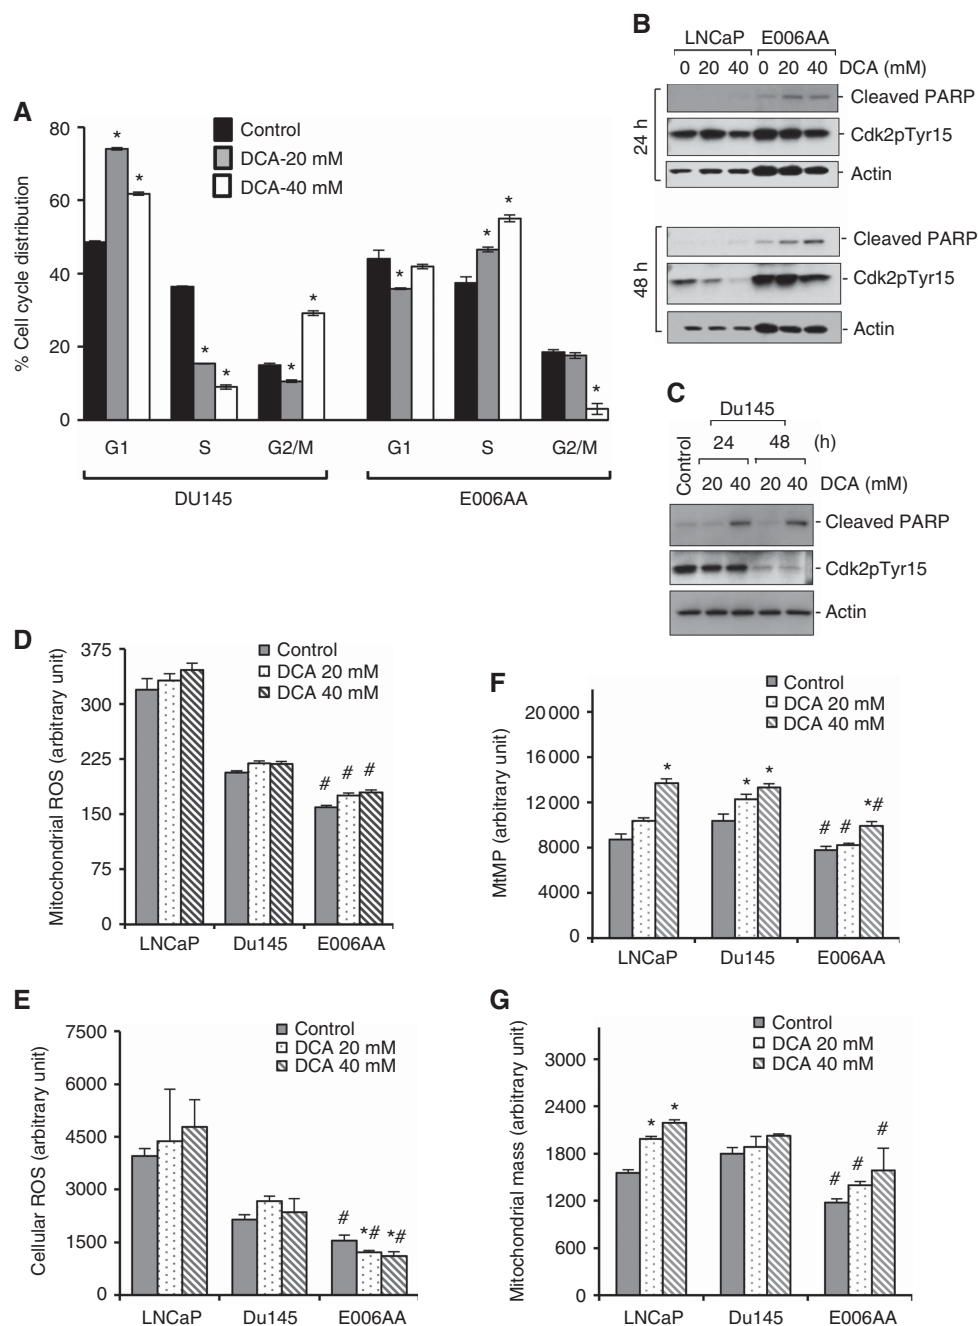 A
% Cell cycle distribution
80
60
40
20
0
Control
DCA-20 mM
DCA-40 mM
* * * * * * * * * *
G1 S G2/M G1 S G2/M
DU145 E006AA
B
LNCaP E006AA
0 20 40 0 20 40 DCA (mM)
24 h
Cleaved PARP
Cdk2pTyr15
Actin
48 h
Cleaved PARP
Cdk2pTyr15
Actin
C
Du145
Control 24 48 (h)
20 40 20 40 DCA (mM)
Cleaved PARP
Cdk2pTyr15
Actin
D
Mitochondrial ROS (arbitrary unit)
375
300
225
150
75
0
Control
DCA 20 mM
DCA 40 mM
# # #
LNCaP Du145 E006AA
E
Cellular ROS (arbitrary unit)
7500
6000
4500
3000
1500
0
Control
DCA 20 mM
DCA 40 mM
# *# *#
LNCaP Du145 E006AA
F
MtMP (arbitrary unit)
20 000
16 000
12 000
8000
4000
0
Control
DCA 20 mM
DCA 40 mM
* * * # # *#
LNCaP Du145 E006AA
G
Mitochondrial mass (arbitrary unit)
3000
2400
1800
1200
600
0
Control
DCA 20 mM
DCA 40 mM
* * # # #
LNCaP Du145 E006AA